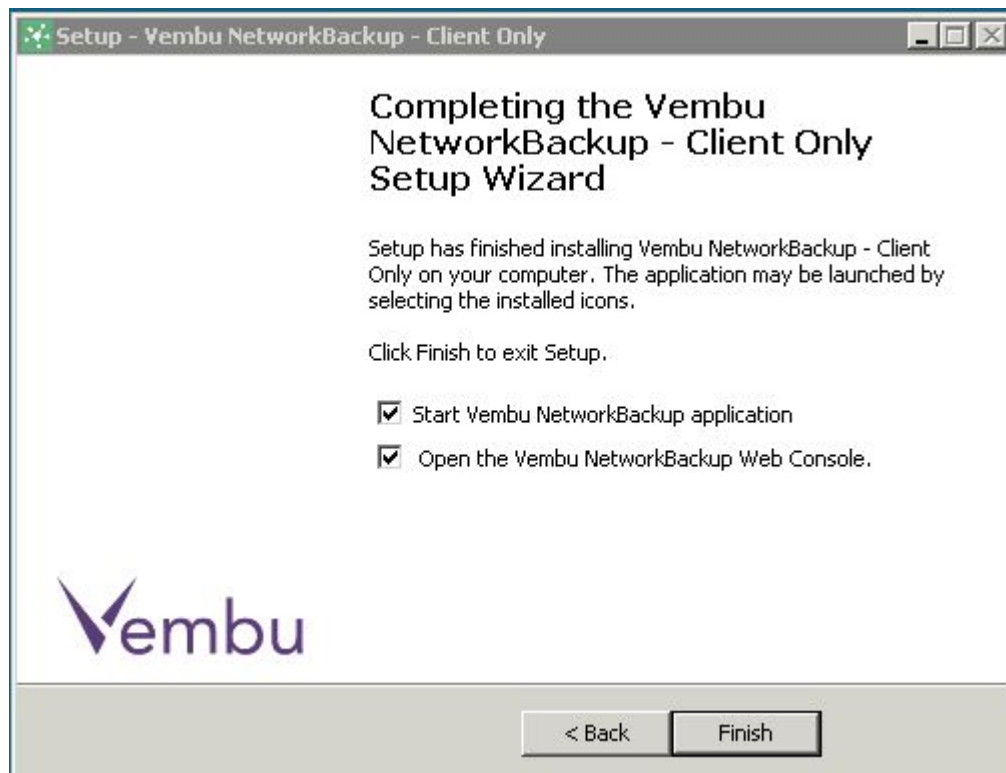 Setup - Vembu NetworkBackup - Client Only
Completing the Vembu
NetworkBackup - Client Only
Setup Wizard
Setup has finished installing Vembu NetworkBackup - Client
Only on your computer. The application may be launched by
selecting the installed icons.
Click Finish to exit Setup.
Start Vembu NetworkBackup application
Open the Vembu NetworkBackup Web Console.
Vembu
< Back
Finish